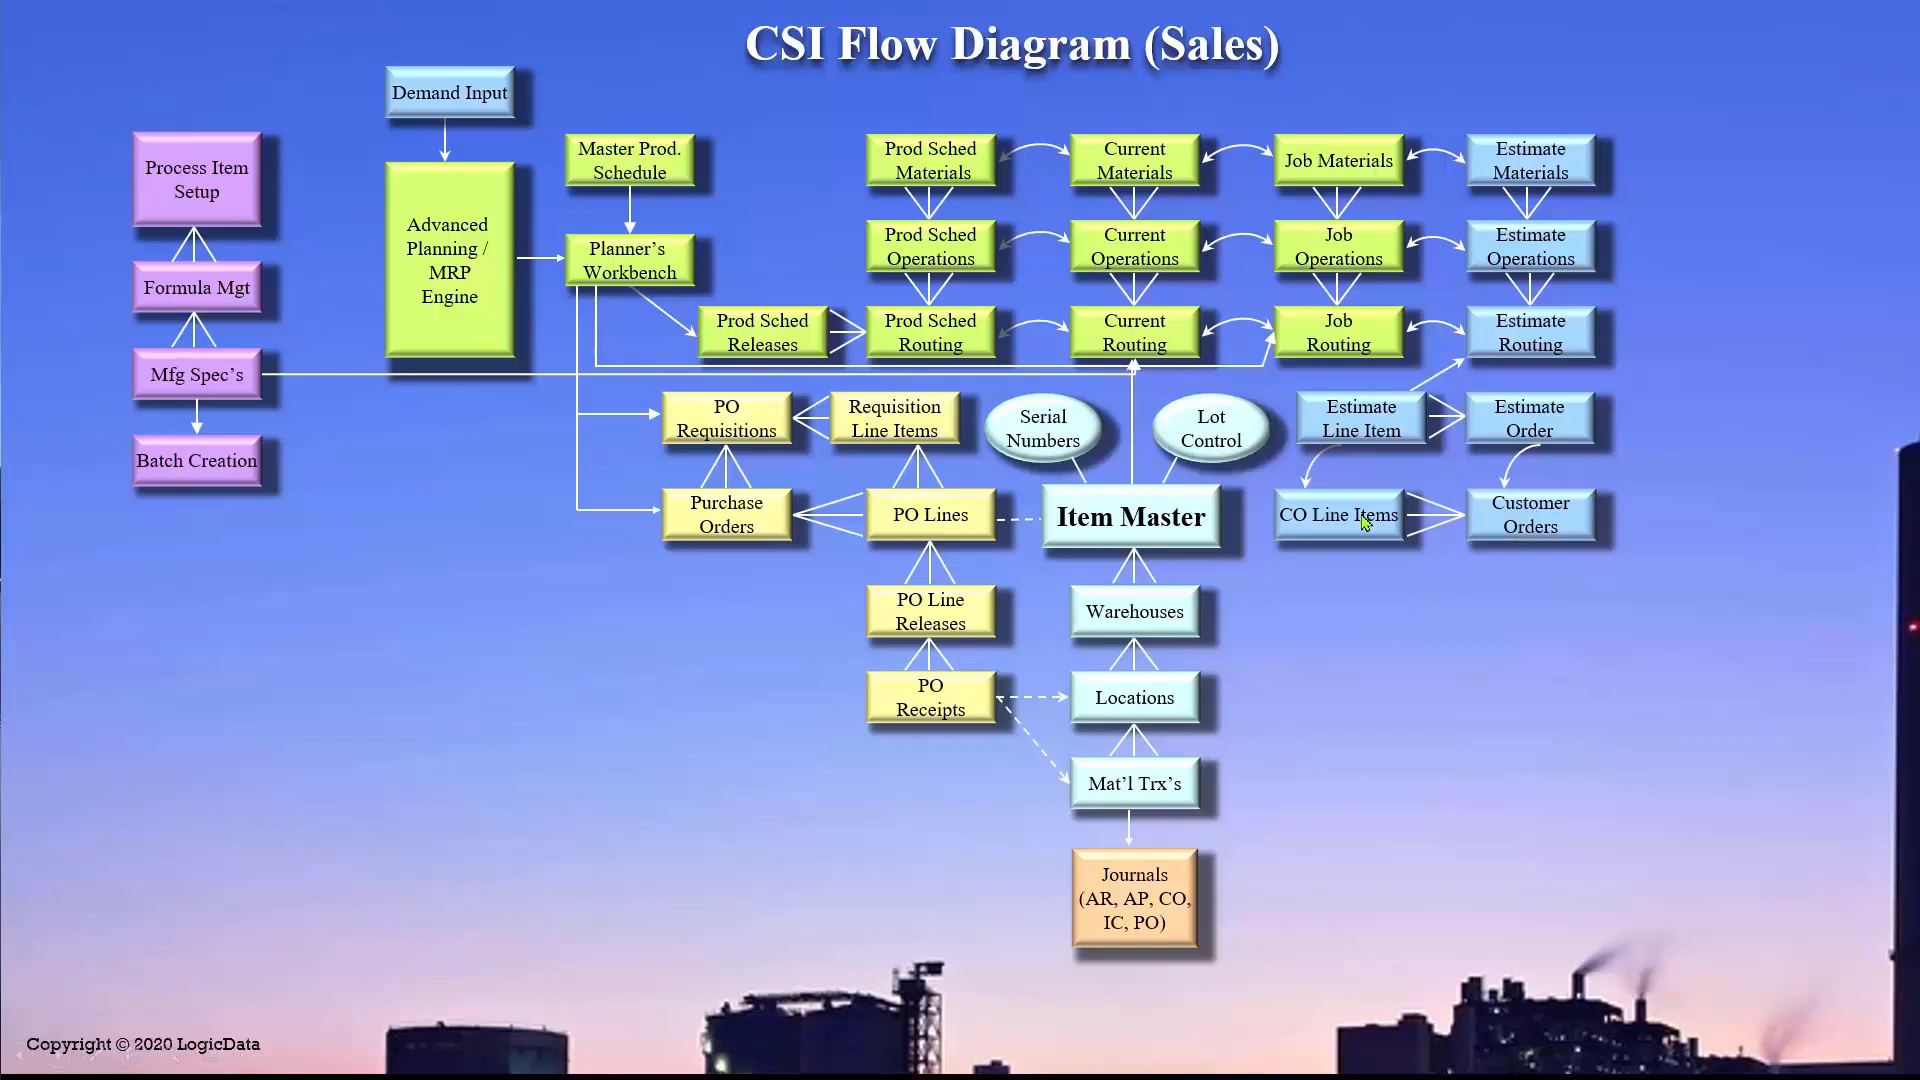 CSI Flow Diagram (Sales)
Demand Input
Process Item
Setup
Formula Mgt
Mfg Spec’s
Batch Creation
Advanced
Planning /
MRP
Engine
Master Prod.
Schedule
Planner’s
Workbench
Prod Sched
Releases
Prod Sched
Materials
Current
Materials
Job Materials
Estimate
Materials
Prod Sched
Operations
Current
Operations
Job
Operations
Estimate
Operations
Prod Sched
Routing
Current
Routing
Job
Routing
Estimate
Routing
PO
Requisitions
Requisition
Line Items
Serial
Numbers
Lot
Control
Estimate
Line Item
Estimate
Order
Purchase
Orders
PO Lines
Item Master
CO Line Items
Customer
Orders
PO Line
Releases
Warehouses
PO
Receipts
Locations
Mat’l Trx’s
Journals
(AR, AP, CO,
IC, PO)
Copyright © 2020 LogicData